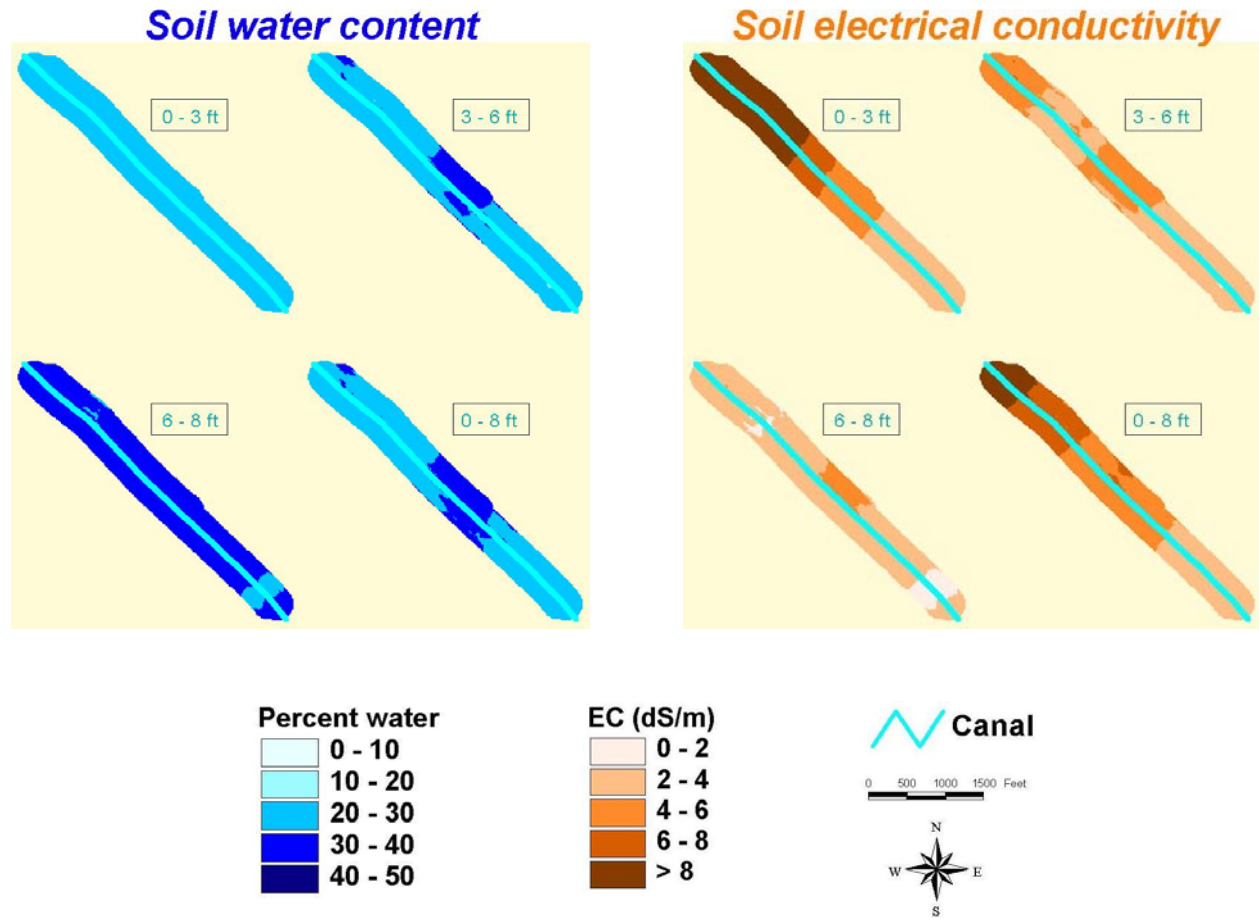 Soil water content
Soil electrical conductivity
0 - 3 ft
3 - 6 ft
0 - 3 ft
3 - 6 ft
6 - 8 ft
0 - 8 ft
6 - 8 ft
0 - 8 ft
Percent water
0 - 10
10 - 20
20 - 30
30 - 40
40 - 50
EC (dS/m)
0 - 2
2 - 4
4 - 6
6 - 8
> 8
Canal
0 500 1000 1500 Feet
N
W E
S